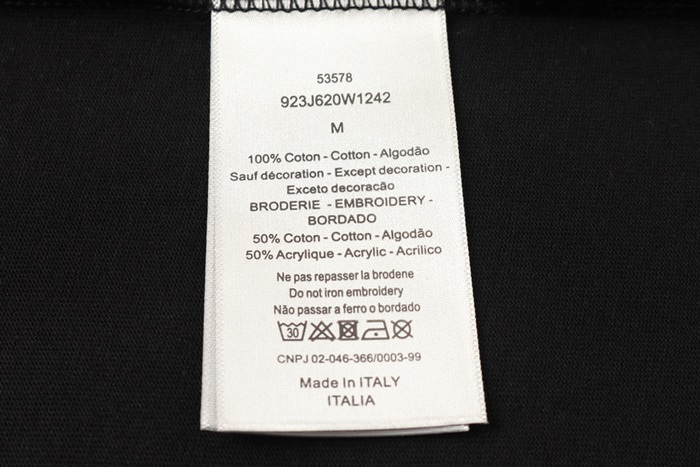 53578
923J620W1242
M
100% Coton - Cotton - Algodão
Sauf décoration - Except decoration -
Exceto decoracão
BRODERIE - EMBROIDERY -
BORDADO
50% Coton - Cotton - Algodão
50% Acrylique - Acrylic - Acrilico
Ne pas repasser la brodene
Do not iron embroidery
Não passar a ferro o bordado
30
CNPJ 02-046-366/0003-99
Made In ITALY
ITALIA